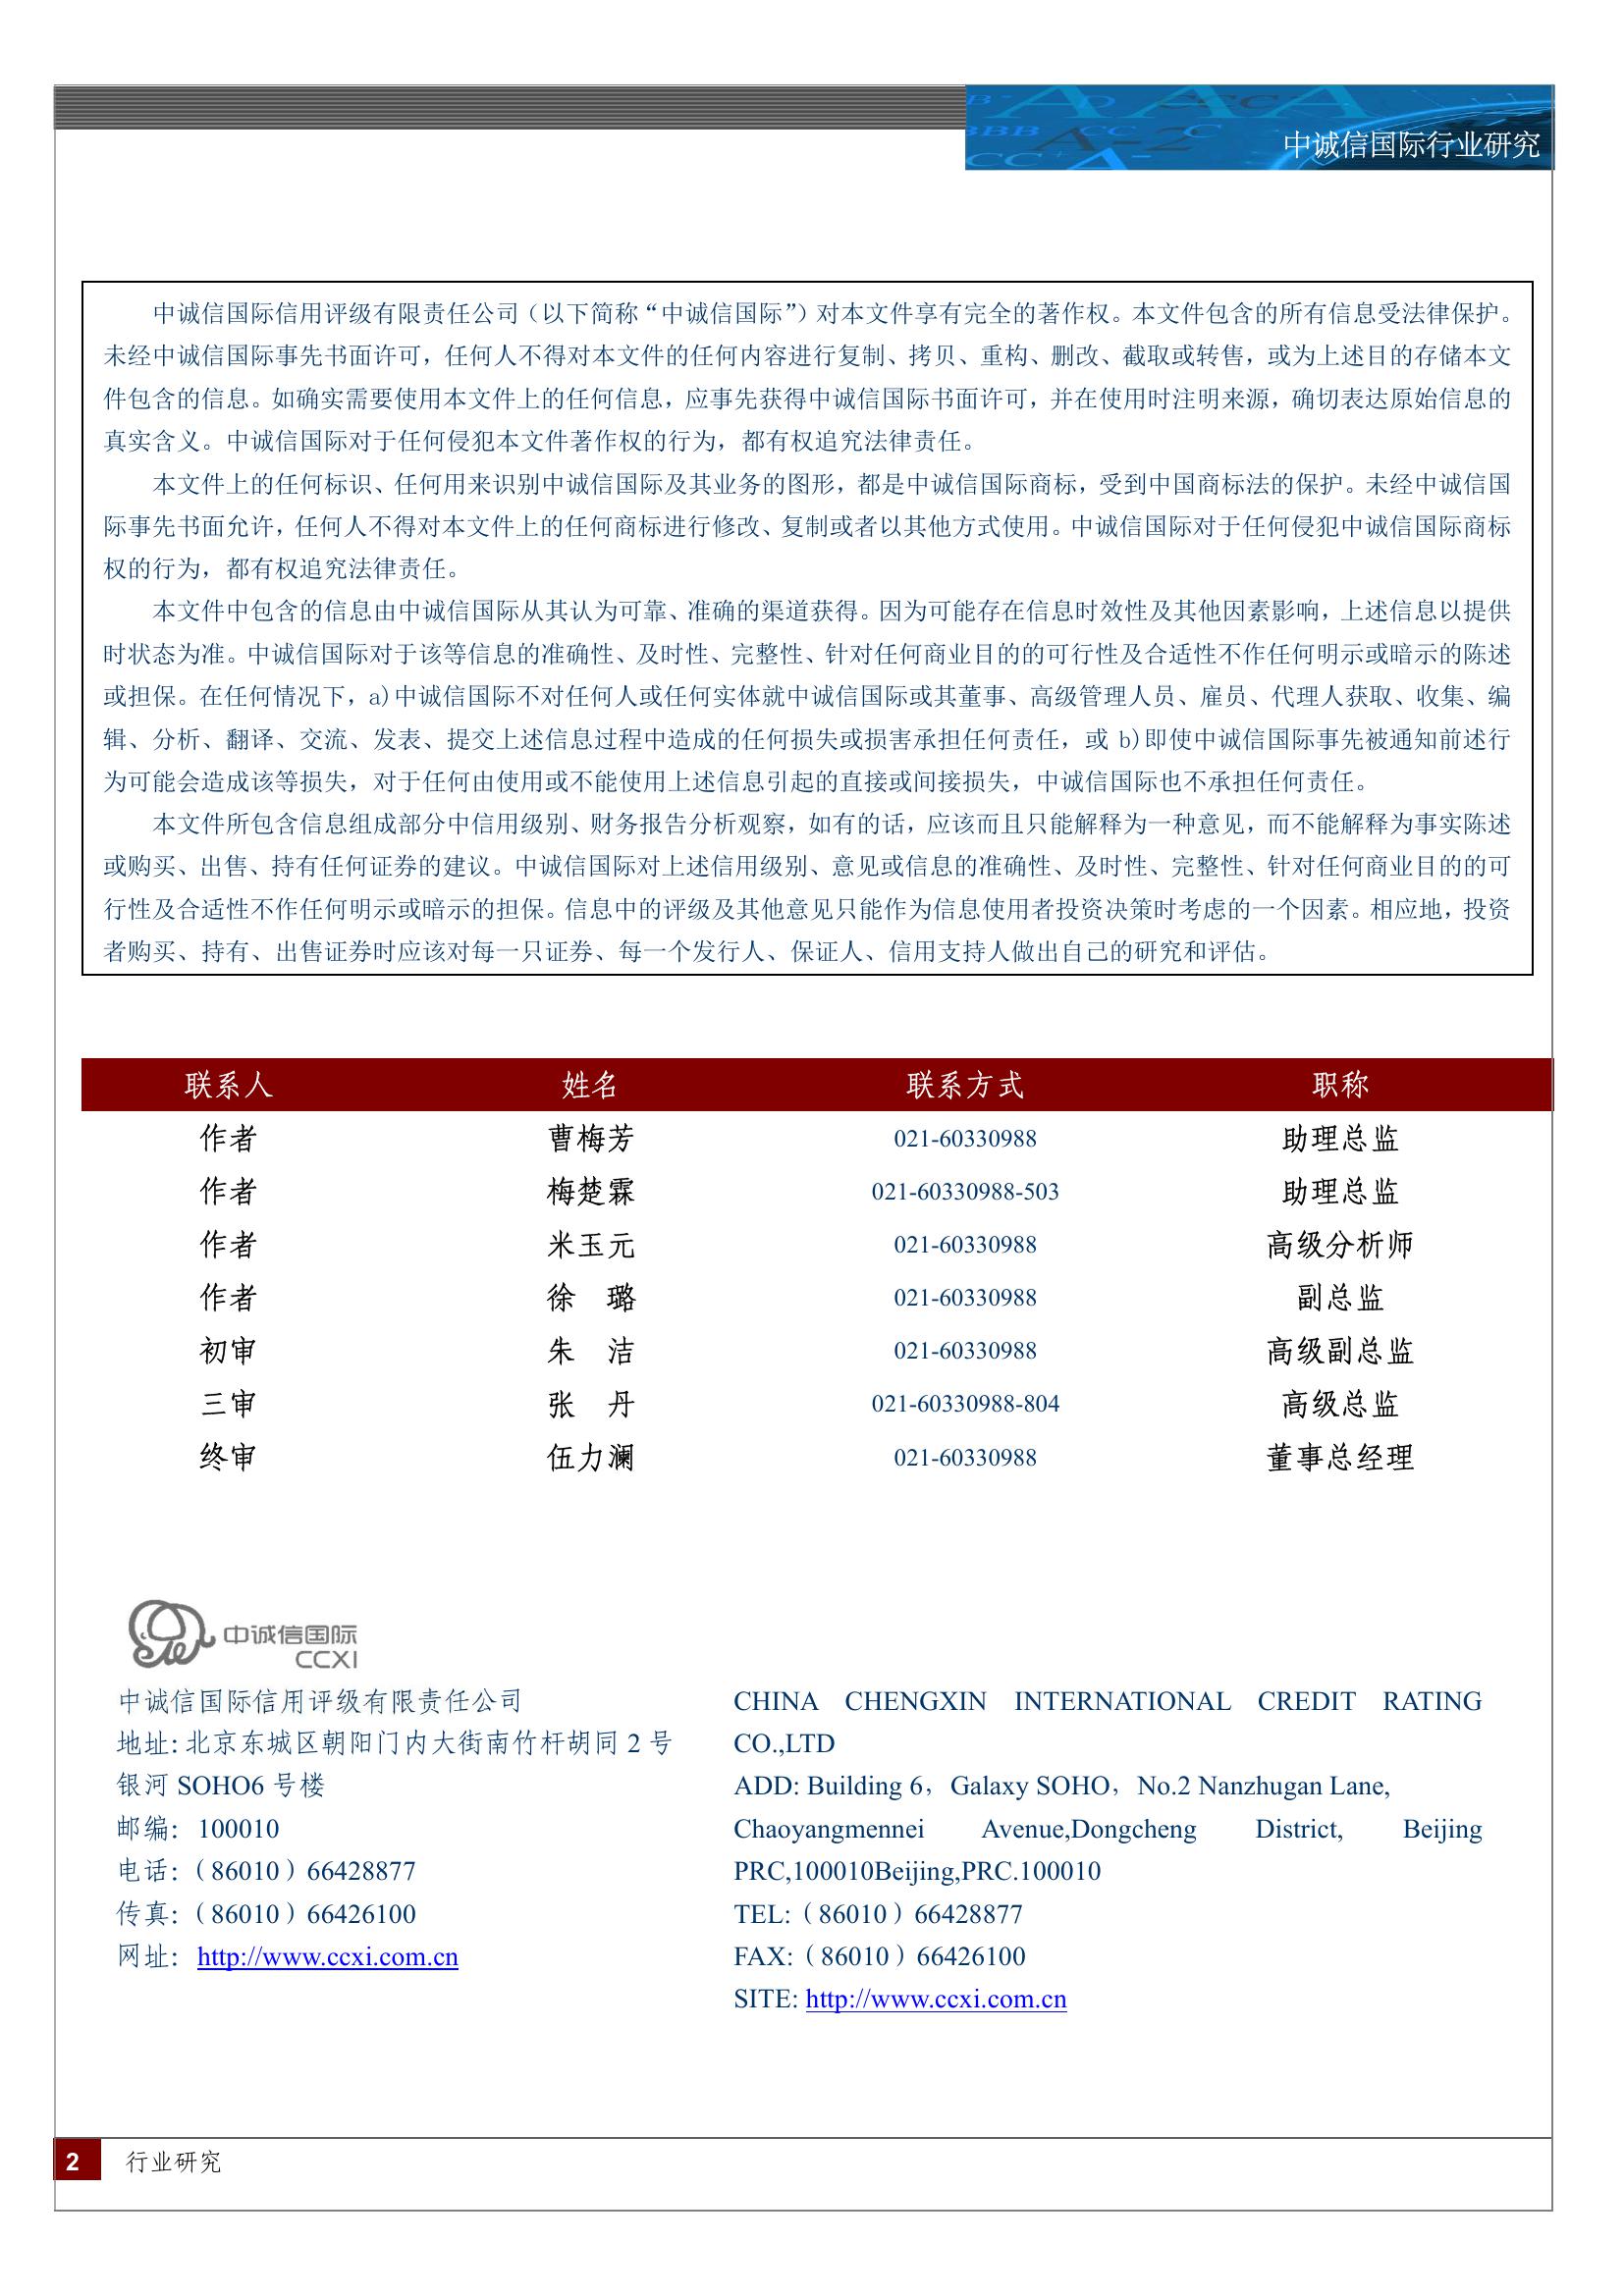 中诚信国际行业研究
中诚信国际信用评级有限责任公司（以下简称“中诚信国际”）对本文件享有完全的著作权。本文件包含的所有信息受法律保护。
未经中诚信国际事先书面许可，任何人不得对本文件的任何内容进行复制、拷贝、重构、删改、截取或转售，或为上述目的存储本文
件包含的信息。如确实需要使用本文件上的任何信息，应事先获得中诚信国际书面许可，并在使用时注明来源，确切表达原始信息的
真实含义。中诚信国际对于任何侵犯本文件著作权的行为，都有权追究法律责任。
本文件上的任何标识、任何用来识别中诚信国际及其业务的图形，都是中诚信国际商标，受到中国商标法的保护。未经中诚信国
际事先书面允许，任何人不得对本文件上的任何商标进行修改、复制或者以其他方式使用。中诚信国际对于任何侵犯中诚信国际商标
权的行为，都有权追究法律责任。
本文件中包含的信息由中诚信国际从其认为可靠、准确的渠道获得。因为可能存在信息时效性及其他因素影响，上述信息以提供
时状态为准。中诚信国际对于该等信息的准确性、及时性、完整性、针对任何商业目的的可行性及合适性不作任何明示或暗示的陈述
或担保。在任何情况下，a)中诚信国际不对任何人或任何实体就中诚信国际或其董事、高级管理人员、雇员、代理人获取、收集、编
辑、分析、翻译、交流、发表、提交上述信息过程中造成的任何损失或损害承担任何责任，或 b)即使中诚信国际事先被通知前述行
为可能会造成该等损失，对于任何由使用或不能使用上述信息引起的直接或间接损失，中诚信国际也不承担任何责任。
本文件所包含信息组成部分中信用级别、财务报告分析观察，如有的话，应该而且只能解释为一种意见，而不能解释为事实陈述
或购买、出售、持有任何证券的建议。中诚信国际对上述信用级别、意见或信息的准确性、及时性、完整性、针对任何商业目的的可
行性及合适性不作任何明示或暗示的担保。信息中的评级及其他意见只能作为信息使用者投资决策时考虑的一个因素。相应地，投资
者购买、持有、出售证券时应该对每一只证券、每一个发行人、保证人、信用支持人做出自己的研究和评估。
联系人 姓名 联系方式 职称
作者 曹梅芳 021-60330988 助理总监
作者 梅楚霖 021-60330988-503 助理总监
作者 米玉元 021-60330988 高级分析师
作者 徐　璐 021-60330988 副总监
初审 朱　洁 021-60330988 高级副总监
三审 张　丹 021-60330988-804 高级总监
终审 伍力澜 021-60330988 董事总经理
中诚信国际
CCXI
中诚信国际信用评级有限责任公司
地址：北京东城区朝阳门内大街南竹杆胡同 2 号
银河 SOHO6 号楼
邮编：100010
电话：（86010）66428877
传真：（86010）66426100
网址：http://www.ccxi.com.cn
CHINA CHENGXIN INTERNATIONAL CREDIT RATING
CO.,LTD
ADD: Building 6，Galaxy SOHO，No.2 Nanzhugan Lane,
Chaoyangmennei Avenue,Dongcheng District, Beijing
PRC,100010Beijing,PRC.100010
TEL:（86010）66428877
FAX:（86010）66426100
SITE: http://www.ccxi.com.cn
2 行业研究